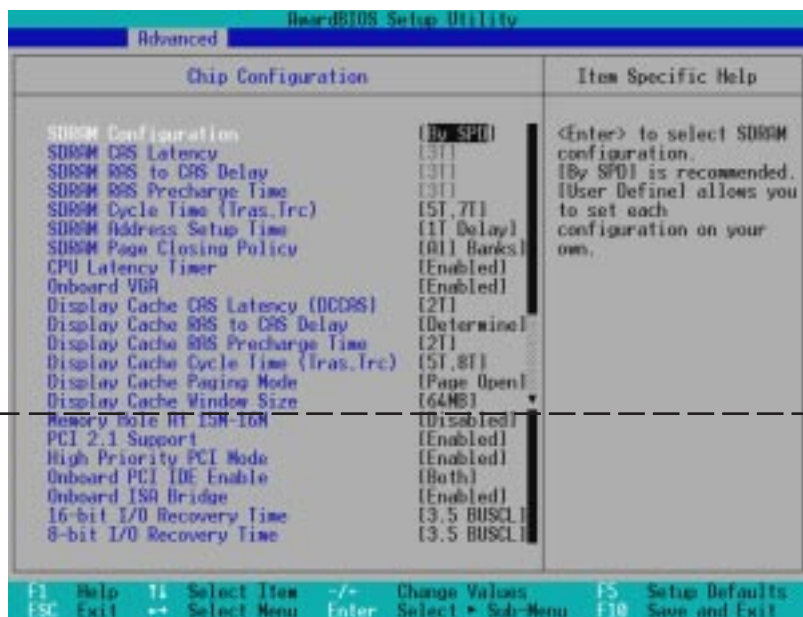 AwardBIOS Setup Utility
Advanced
Chip Configuration
Item Specific Help
SDRAM Configuration [By SPD]
SDRAM CAS Latency [3T]
SDRAM RAS to CAS Delay [3T]
SDRAM RAS Precharge Time [3T]
SDRAM Cycle Time (Tras,Trc) [5T,7T]
SDRAM Address Setup Time [1T Delay]
SDRAM Page Closing Policy [All Banks]
CPU Latency Timer [Enabled]
Onboard VGA [Enabled]
Display Cache CAS Latency (DCCAS) [2T]
Display Cache RAS to CAS Delay [Determine]
Display Cache RAS Precharge Time [2T]
Display Cache Cycle Time (Tras,Trc) [5T,8T]
Display Cache Paging Mode [Page Open]
Display Cache Window Size [64MB]
Memory Hole At 15M-16M [Disabled]
PCI 2.1 Support [Enabled]
High Priority PCI Mode [Enabled]
Onboard PCI IDE Enable [Both]
Onboard ISA Bridge [Enabled]
16-bit I/O Recovery Time [3.5 BUSCL]
8-bit I/O Recovery Time [3.5 BUSCL]
<Enter> to select SDRAM
configuration.
[By SPD] is recommended.
[User Define] allows you
to set each
configuration on your
own.
F1 Help ↑↓ Select Item -/+ Change Values F5 Setup Defaults
ESC Exit ←→ Select Menu Enter Select ► Sub-Menu F10 Save and Exit